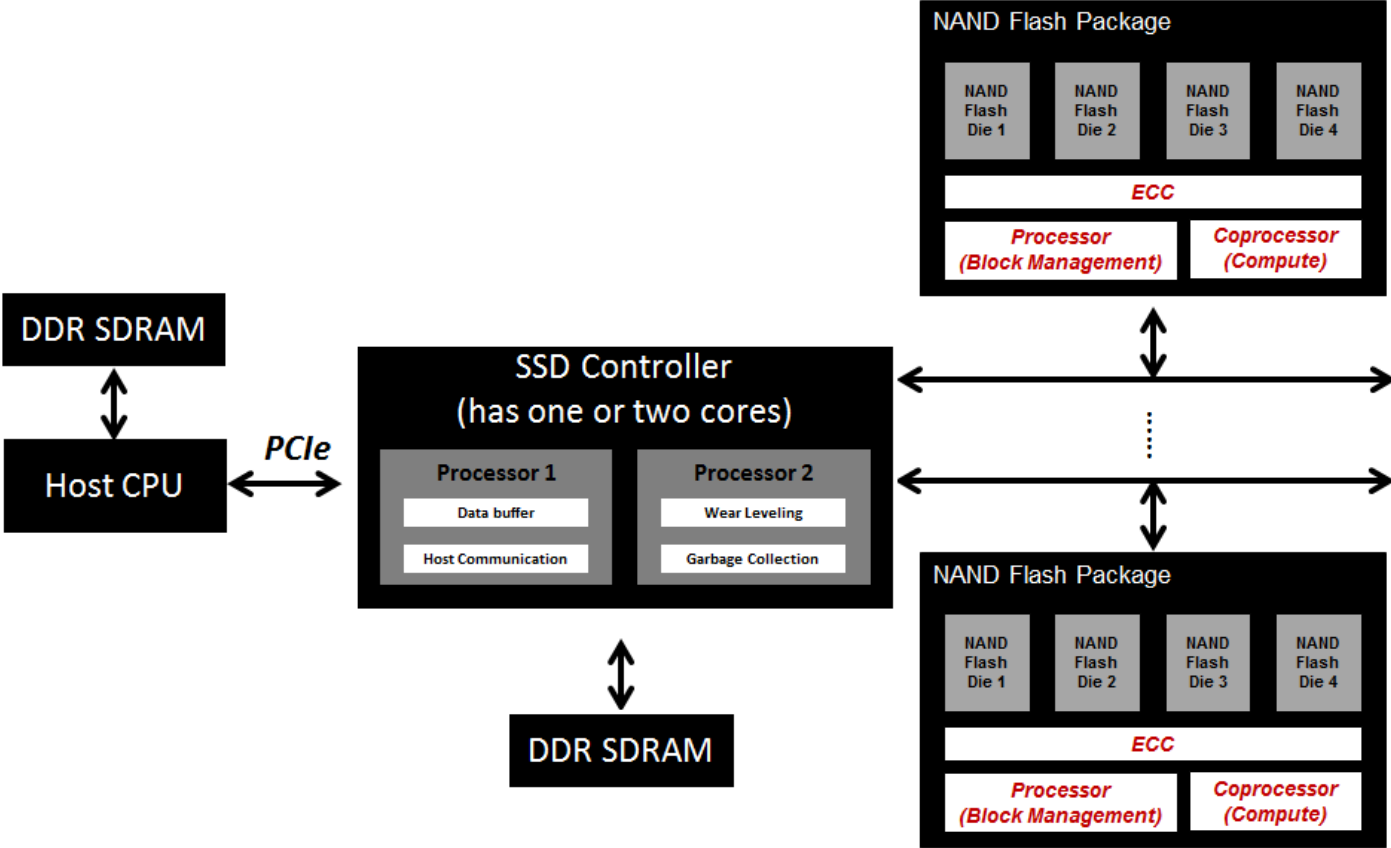 NAND Flash Package
NAND
Flash
Die 1
NAND
Flash
Die 2
NAND
Flash
Die 3
NAND
Flash
Die 4
ECC
Processor
(Block Management)
Coprocessor
(Compute)
DDR SDRAM
Host CPU
PCIe
SSD Controller
(has one or two cores)
Processor 1
Data buffer
Host Communication
Processor 2
Wear Leveling
Garbage Collection
DDR SDRAM
NAND Flash Package
NAND
Flash
Die 1
NAND
Flash
Die 2
NAND
Flash
Die 3
NAND
Flash
Die 4
ECC
Processor
(Block Management)
Coprocessor
(Compute)